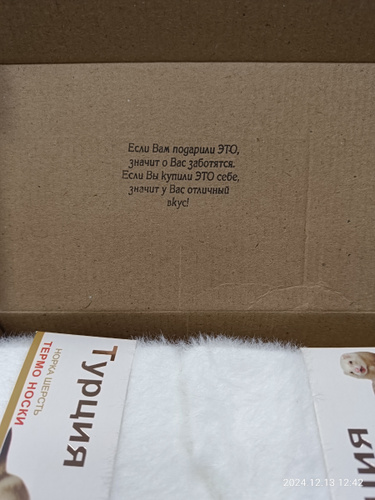 Если Вам подарили ЭТО,
значит о Вас заботятся.
Если Вы купили ЭТО себе,
значит у Вас отличный
вкус!
Турция
НОРКА ШЕРСТЬ
ТЕРМО НОСКИ
2024 12 13 12:42